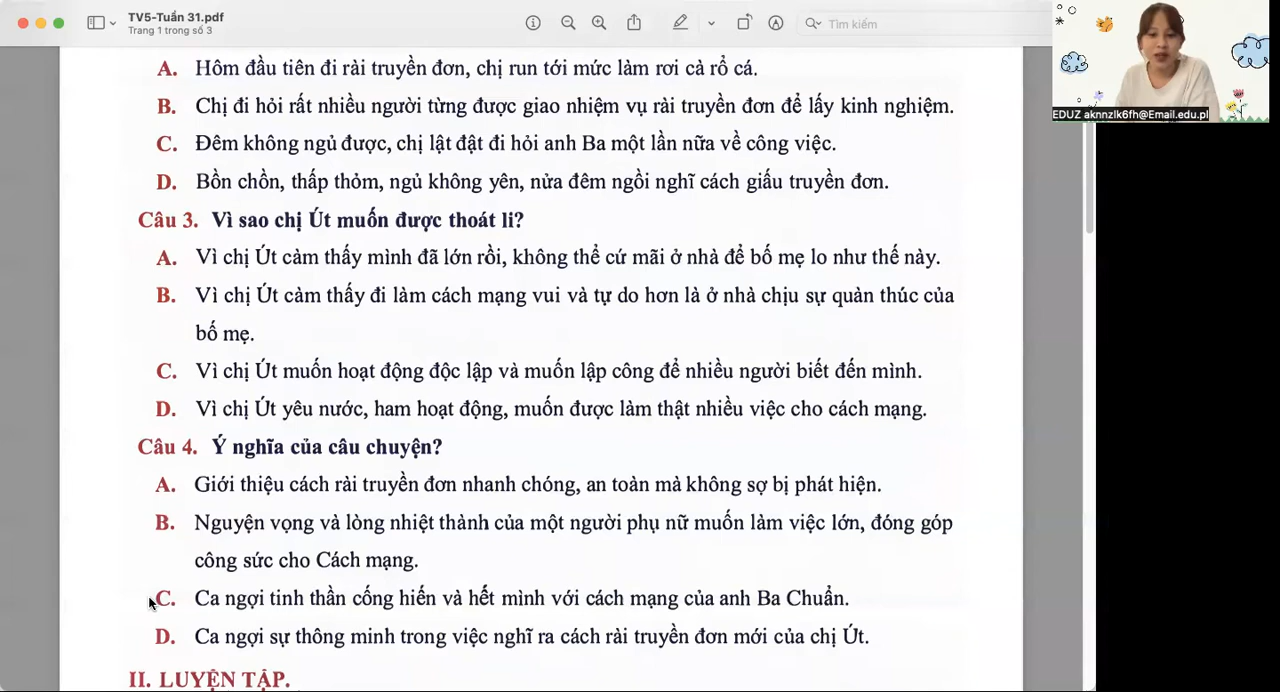 TV5-Tuần 31.pdf
Trang 1 trong số 3
Tìm kiếm
EDUZ aknnzlk6fh@Email.edu.pl
A. Hôm đầu tiên đi rải truyền đơn, chị run tới mức làm rơi cả rổ cá.
B. Chị đi hỏi rất nhiều người từng được giao nhiệm vụ rải truyền đơn để lấy kinh nghiệm.
C. Đêm không ngủ được, chị lật đật đi hỏi anh Ba một lần nữa về công việc.
D. Bồn chồn, thấp thỏm, ngủ không yên, nửa đêm ngồi nghĩ cách giấu truyền đơn.
Câu 3. Vì sao chị Út muốn được thoát li?
A. Vì chị Út cảm thấy mình đã lớn rồi, không thể cứ mãi ở nhà để bố mẹ lo như thế này.
B. Vì chị Út cảm thấy đi làm cách mạng vui và tự do hơn là ở nhà chịu sự quản thúc của
bố mẹ.
C. Vì chị Út muốn hoạt động độc lập và muốn lập công để nhiều người biết đến mình.
D. Vì chị Út yêu nước, ham hoạt động, muốn được làm thật nhiều việc cho cách mạng.
Câu 4. Ý nghĩa của câu chuyện?
A. Giới thiệu cách rải truyền đơn nhanh chóng, an toàn mà không sợ bị phát hiện.
B. Nguyện vọng và lòng nhiệt thành của một người phụ nữ muốn làm việc lớn, đóng góp
công sức cho Cách mạng.
C. Ca ngợi tinh thần cống hiến và hết mình với cách mạng của anh Ba Chuẩn.
D. Ca ngợi sự thông minh trong việc nghĩ ra cách rải truyền đơn mới của chị Út.
II. LUYỆN TẬP.